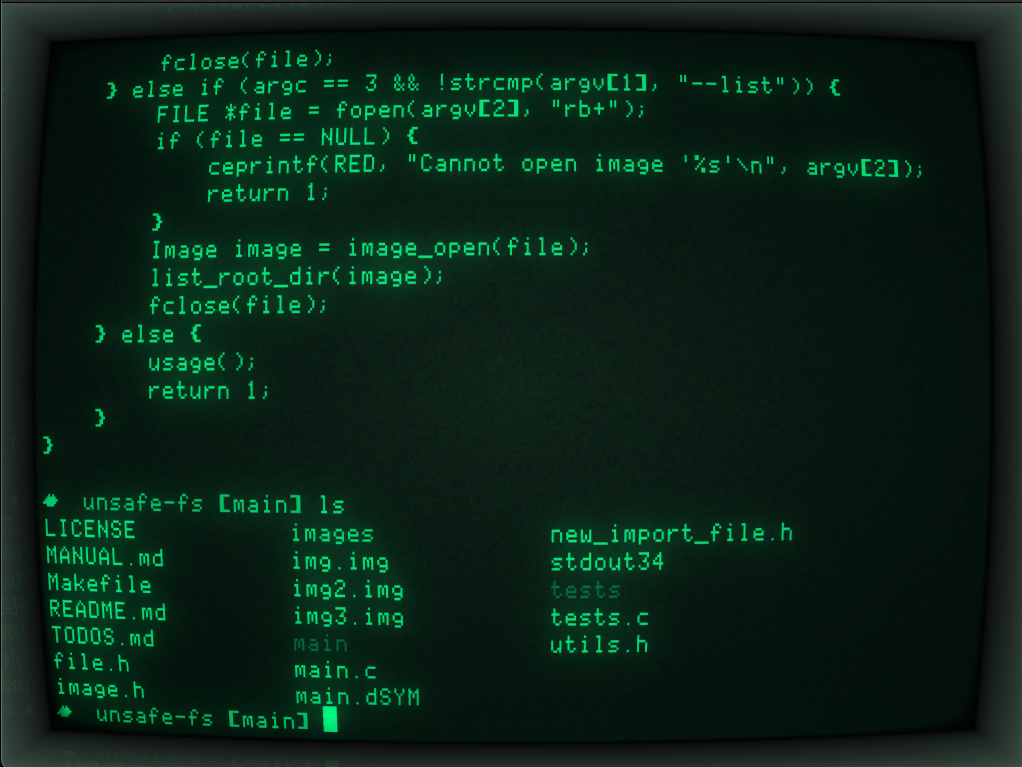 fclose(file);
} else if (argc == 3 && !strcmp(argv[1], "--list")) {
FILE *file = fopen(argv[2], "rb+");
if (file == NULL) {
ceprintf(RED, "Cannot open image '%s'\n", argv[2]);
return 1;
}
Image image = image_open(file);
list_root_dir(image);
fclose(file);
} else {
usage();
return 1;
}
}
unsafe-fs [main] ls
LICENSE images new_import_file.h
MANUAL.md img.img stdout34
Makefile img2.img tests
README.md img3.img tests.c
TODOS.md main utils.h
file.h main.c
image.h main.dSYM
unsafe-fs [main]